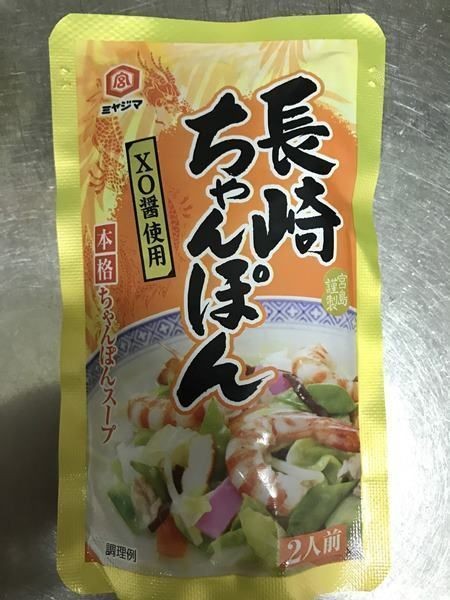 宮
ミヤジマ
長崎
ちゃんぽん
XO醤使用
本格ちゃんぽんスープ
宮島
謹製
調理例
2人前